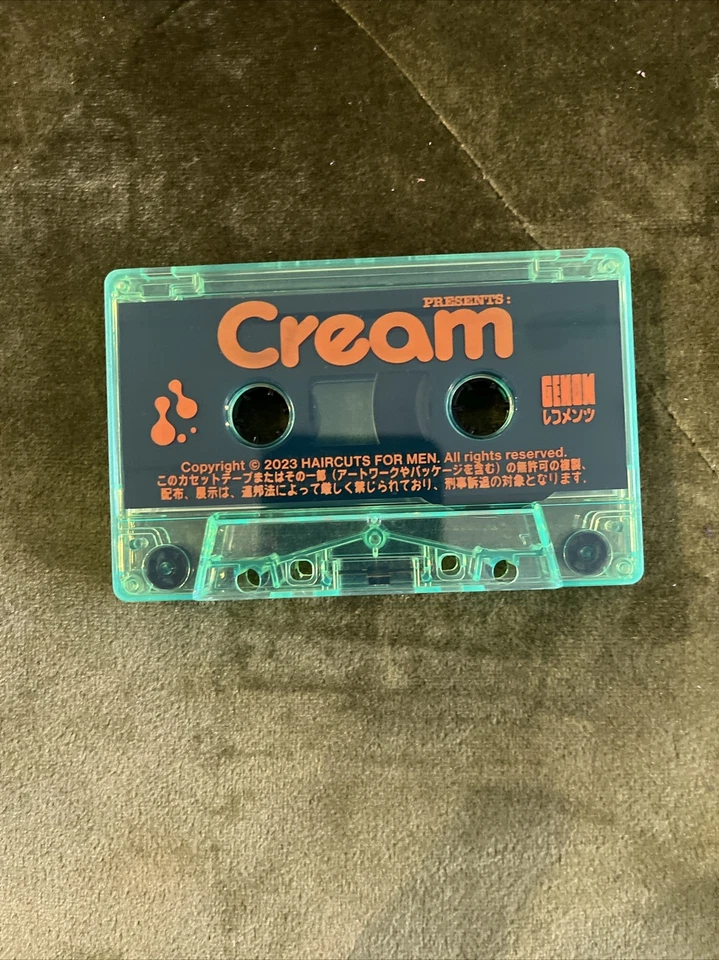 PRESENTS:
Cream
GENOM
レコメンツ
Copyright © 2023 HAIRCUTS FOR MEN. All rights reserved.
このカセットテープまたはその一部（アートワークやパッケージを含む）の無許可の複製、
配布、展示は、連邦法によって厳しく禁じられており、刑事訴追の対象となります.